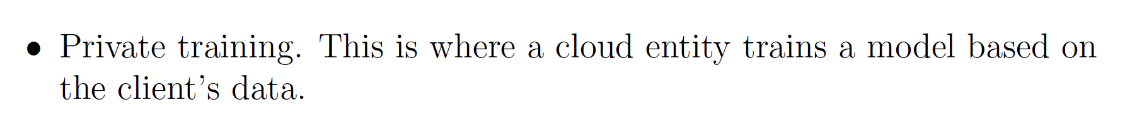 • Private training. This is where a cloud entity trains a model based on
the client's data.